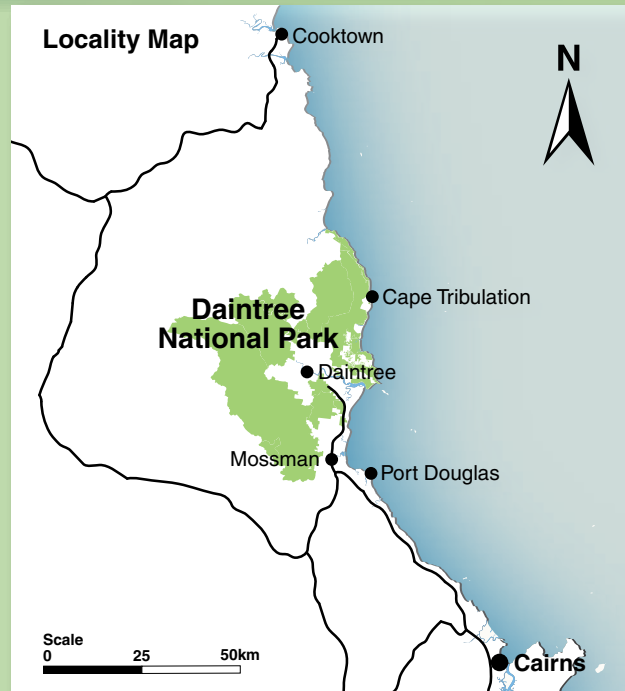 Locality Map
Cooktown
N
Cape Tribulation
Daintree
National Park
Daintree
Mossman
Port Douglas
Scale
0 25 50km
Cairns